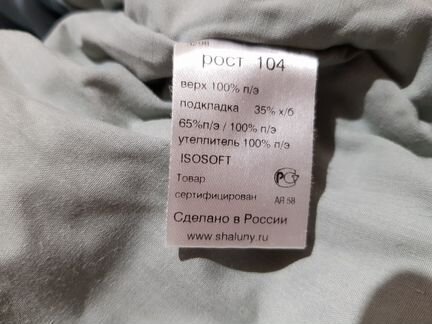 рост 104
верх 100% п/э
подкладка 35% х/б
65%п/э / 100% п/э
утеплитель 100% п/э
ISOSOFT
Товар
сертифицирован АЯ 58
Сделано в России
www.shaluny.ru